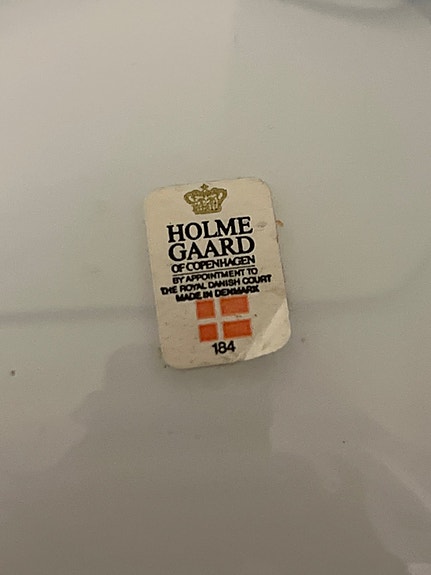 HOLME
GAARD
OF COPENHAGEN
BY APPOINTMENT TO
THE ROYAL DANISH COURT
MADE IN DENMARK
184